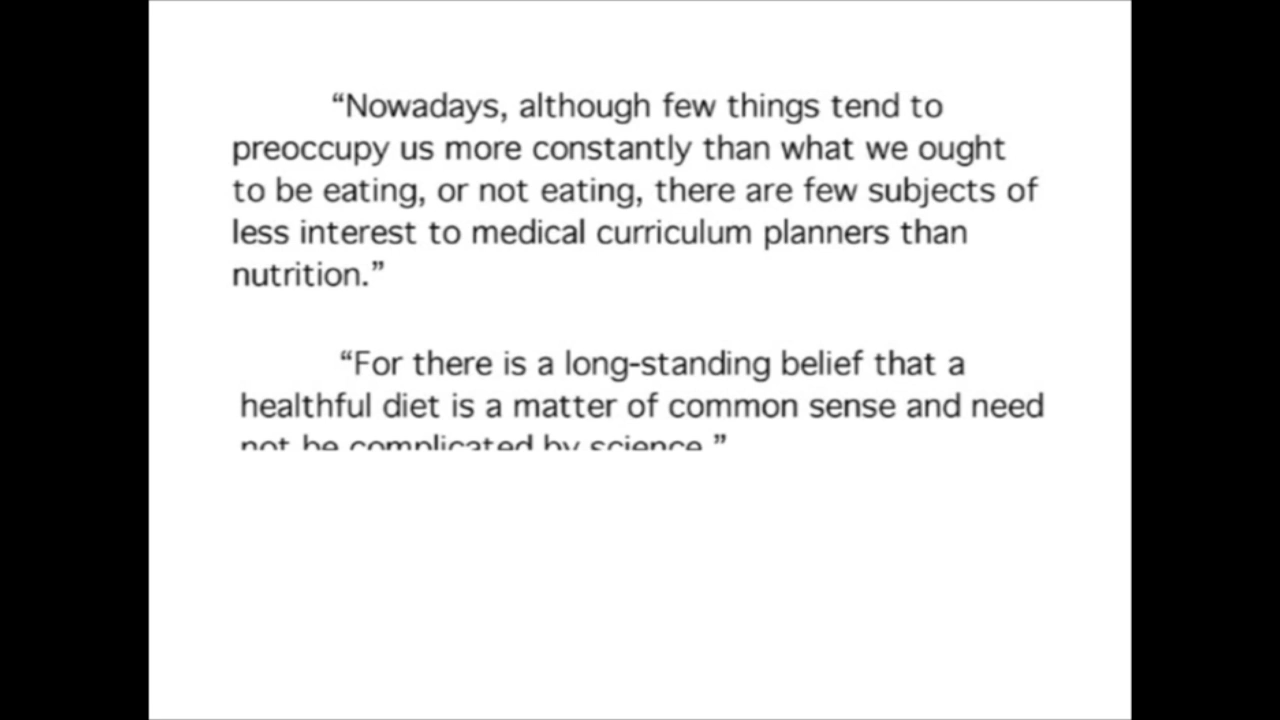 “Nowadays, although few things tend to
preoccupy us more constantly than what we ought
to be eating, or not eating, there are few subjects of
less interest to medical curriculum planners than
nutrition.”
“For there is a long-standing belief that a
healthful diet is a matter of common sense and need
not be complicated by science.”